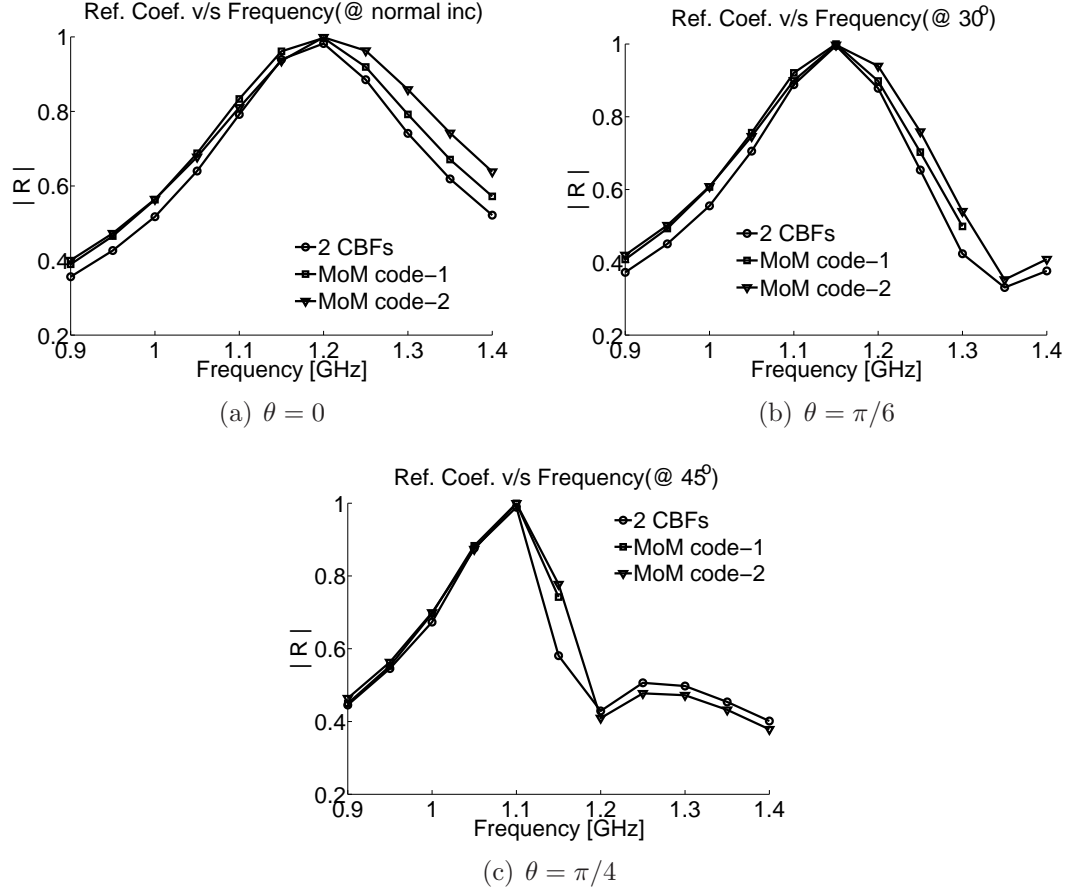 Ref. Coef. v/s Frequency(@ normal inc)
1
0.8
0.6
0.4
0.2
| R |
2 CBFs
MoM code-1
MoM code-2
0.9 1 1.1 1.2 1.3 1.4
Frequency [GHz]
(a) θ = 0
Ref. Coef. v/s Frequency(@ 30º)
1
0.8
0.6
0.4
0.2
| R |
2 CBFs
MoM code-1
MoM code-2
0.9 1 1.1 1.2 1.3 1.4
Frequency [GHz]
(b) θ = π/6
Ref. Coef. v/s Frequency(@ 45º)
1
0.8
0.6
0.4
0.2
| R |
2 CBFs
MoM code-1
MoM code-2
0.9 1 1.1 1.2 1.3 1.4
Frequency [GHz]
(c) θ = π/4